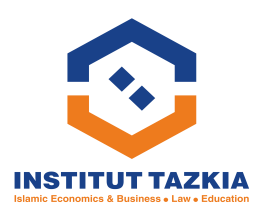 INSTITUT TAZKIA
Islamic Economics & Business • Law • Education